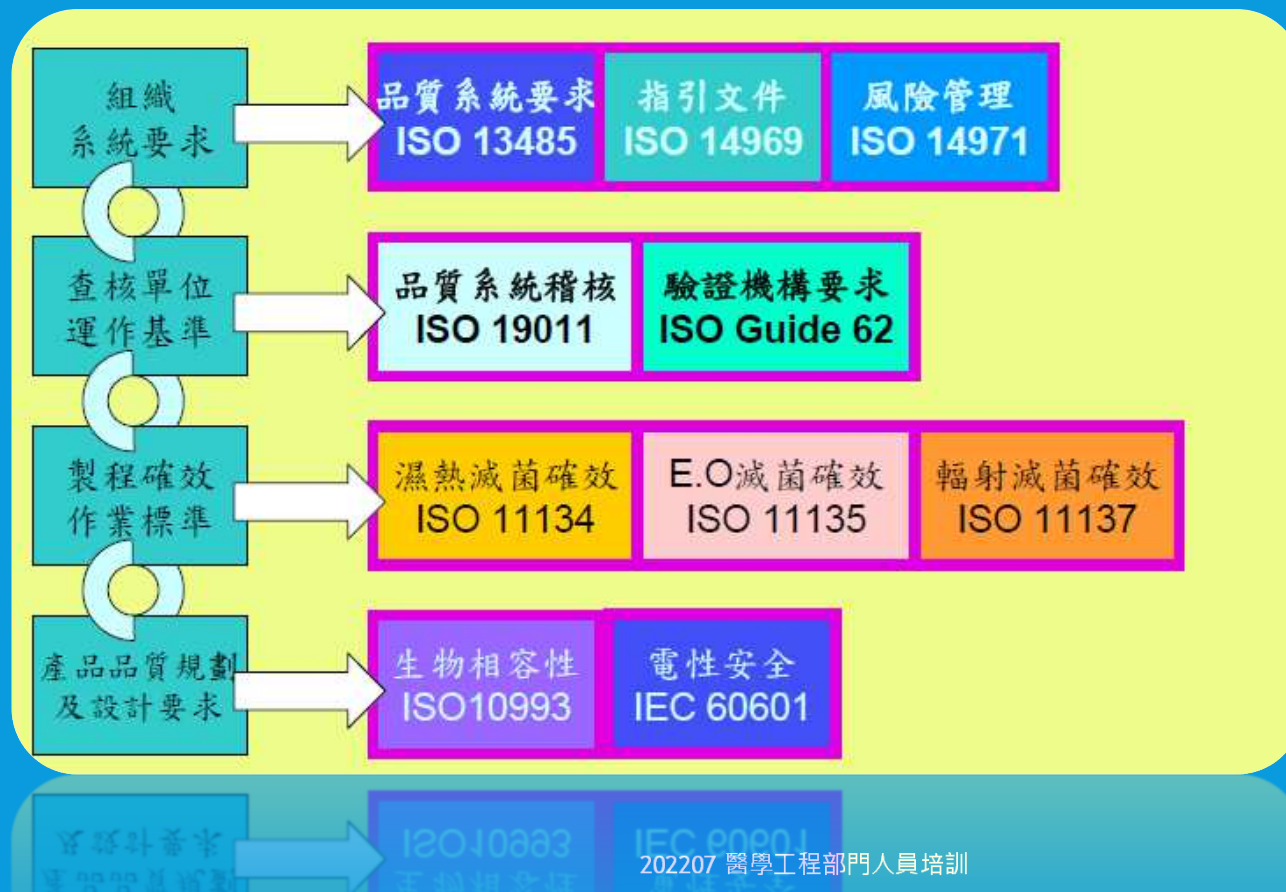 組織
系統要求
品質系統要求
ISO 13485
指引文件
ISO 14969
風險管理
ISO 14971
查核單位
運作基準
品質系統稽核
ISO 19011
驗證機構要求
ISO Guide 62
製程確效
作業標準
濕熱滅菌確效
ISO 11134
E.O滅菌確效
ISO 11135
輻射滅菌確效
ISO 11137
產品品質規劃
及設計要求
生物相容性
ISO10993
電性安全
IEC 60601
202207 醫學工程部門人員培訓